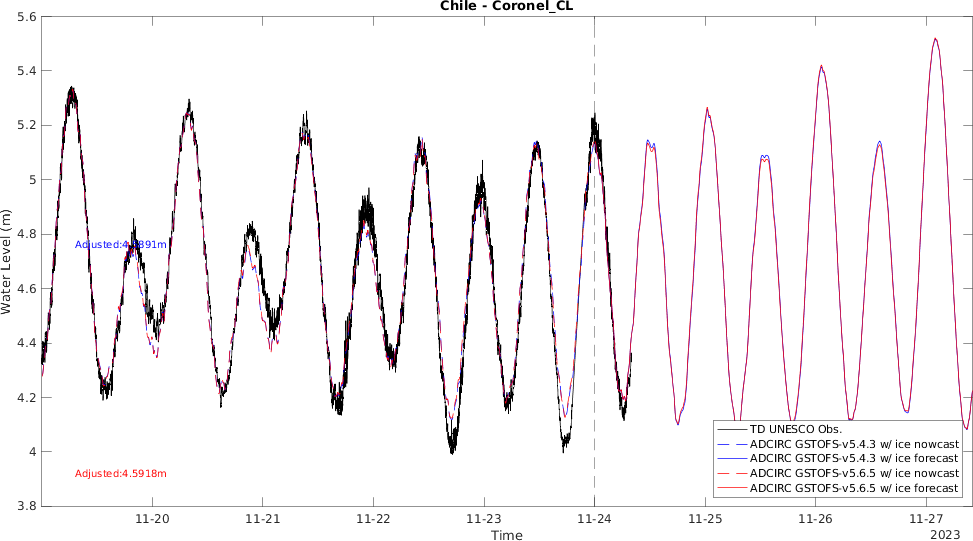 Chile - Coronel_CL
Water Level (m)
5.6
5.4
5.2
5
4.8
4.6
4.4
4.2
4
3.8
Adjusted:4.5891m
Adjusted:4.5918m
TD UNESCO Obs.
ADCIRC GSTOFS-v5.4.3 w/ ice nowcast
ADCIRC GSTOFS-v5.4.3 w/ ice forecast
ADCIRC GSTOFS-v5.6.5 w/ ice nowcast
ADCIRC GSTOFS-v5.6.5 w/ ice forecast
11-20
11-21
11-22
11-23
11-24
11-25
11-26
11-27
Time
2023